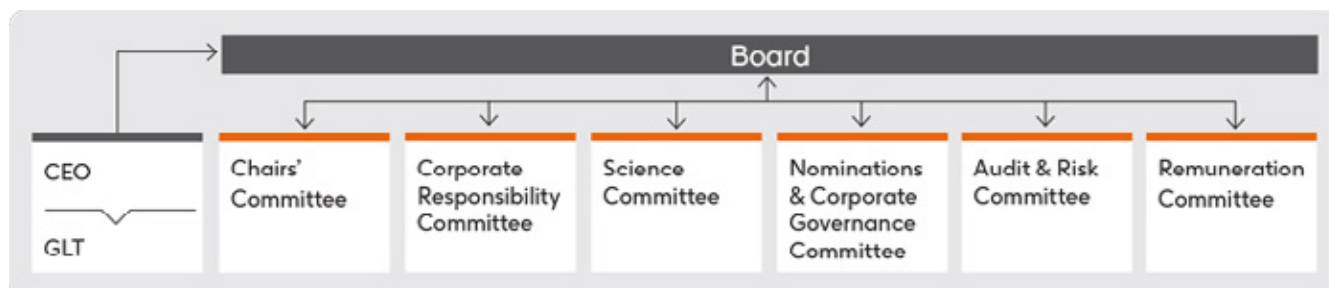 Board
CEO
GLT
Chairs’
Committee
Corporate
Responsibility
Committee
Science
Committee
Nominations
& Corporate
Governance
Committee
Audit & Risk
Committee
Remuneration
Committee